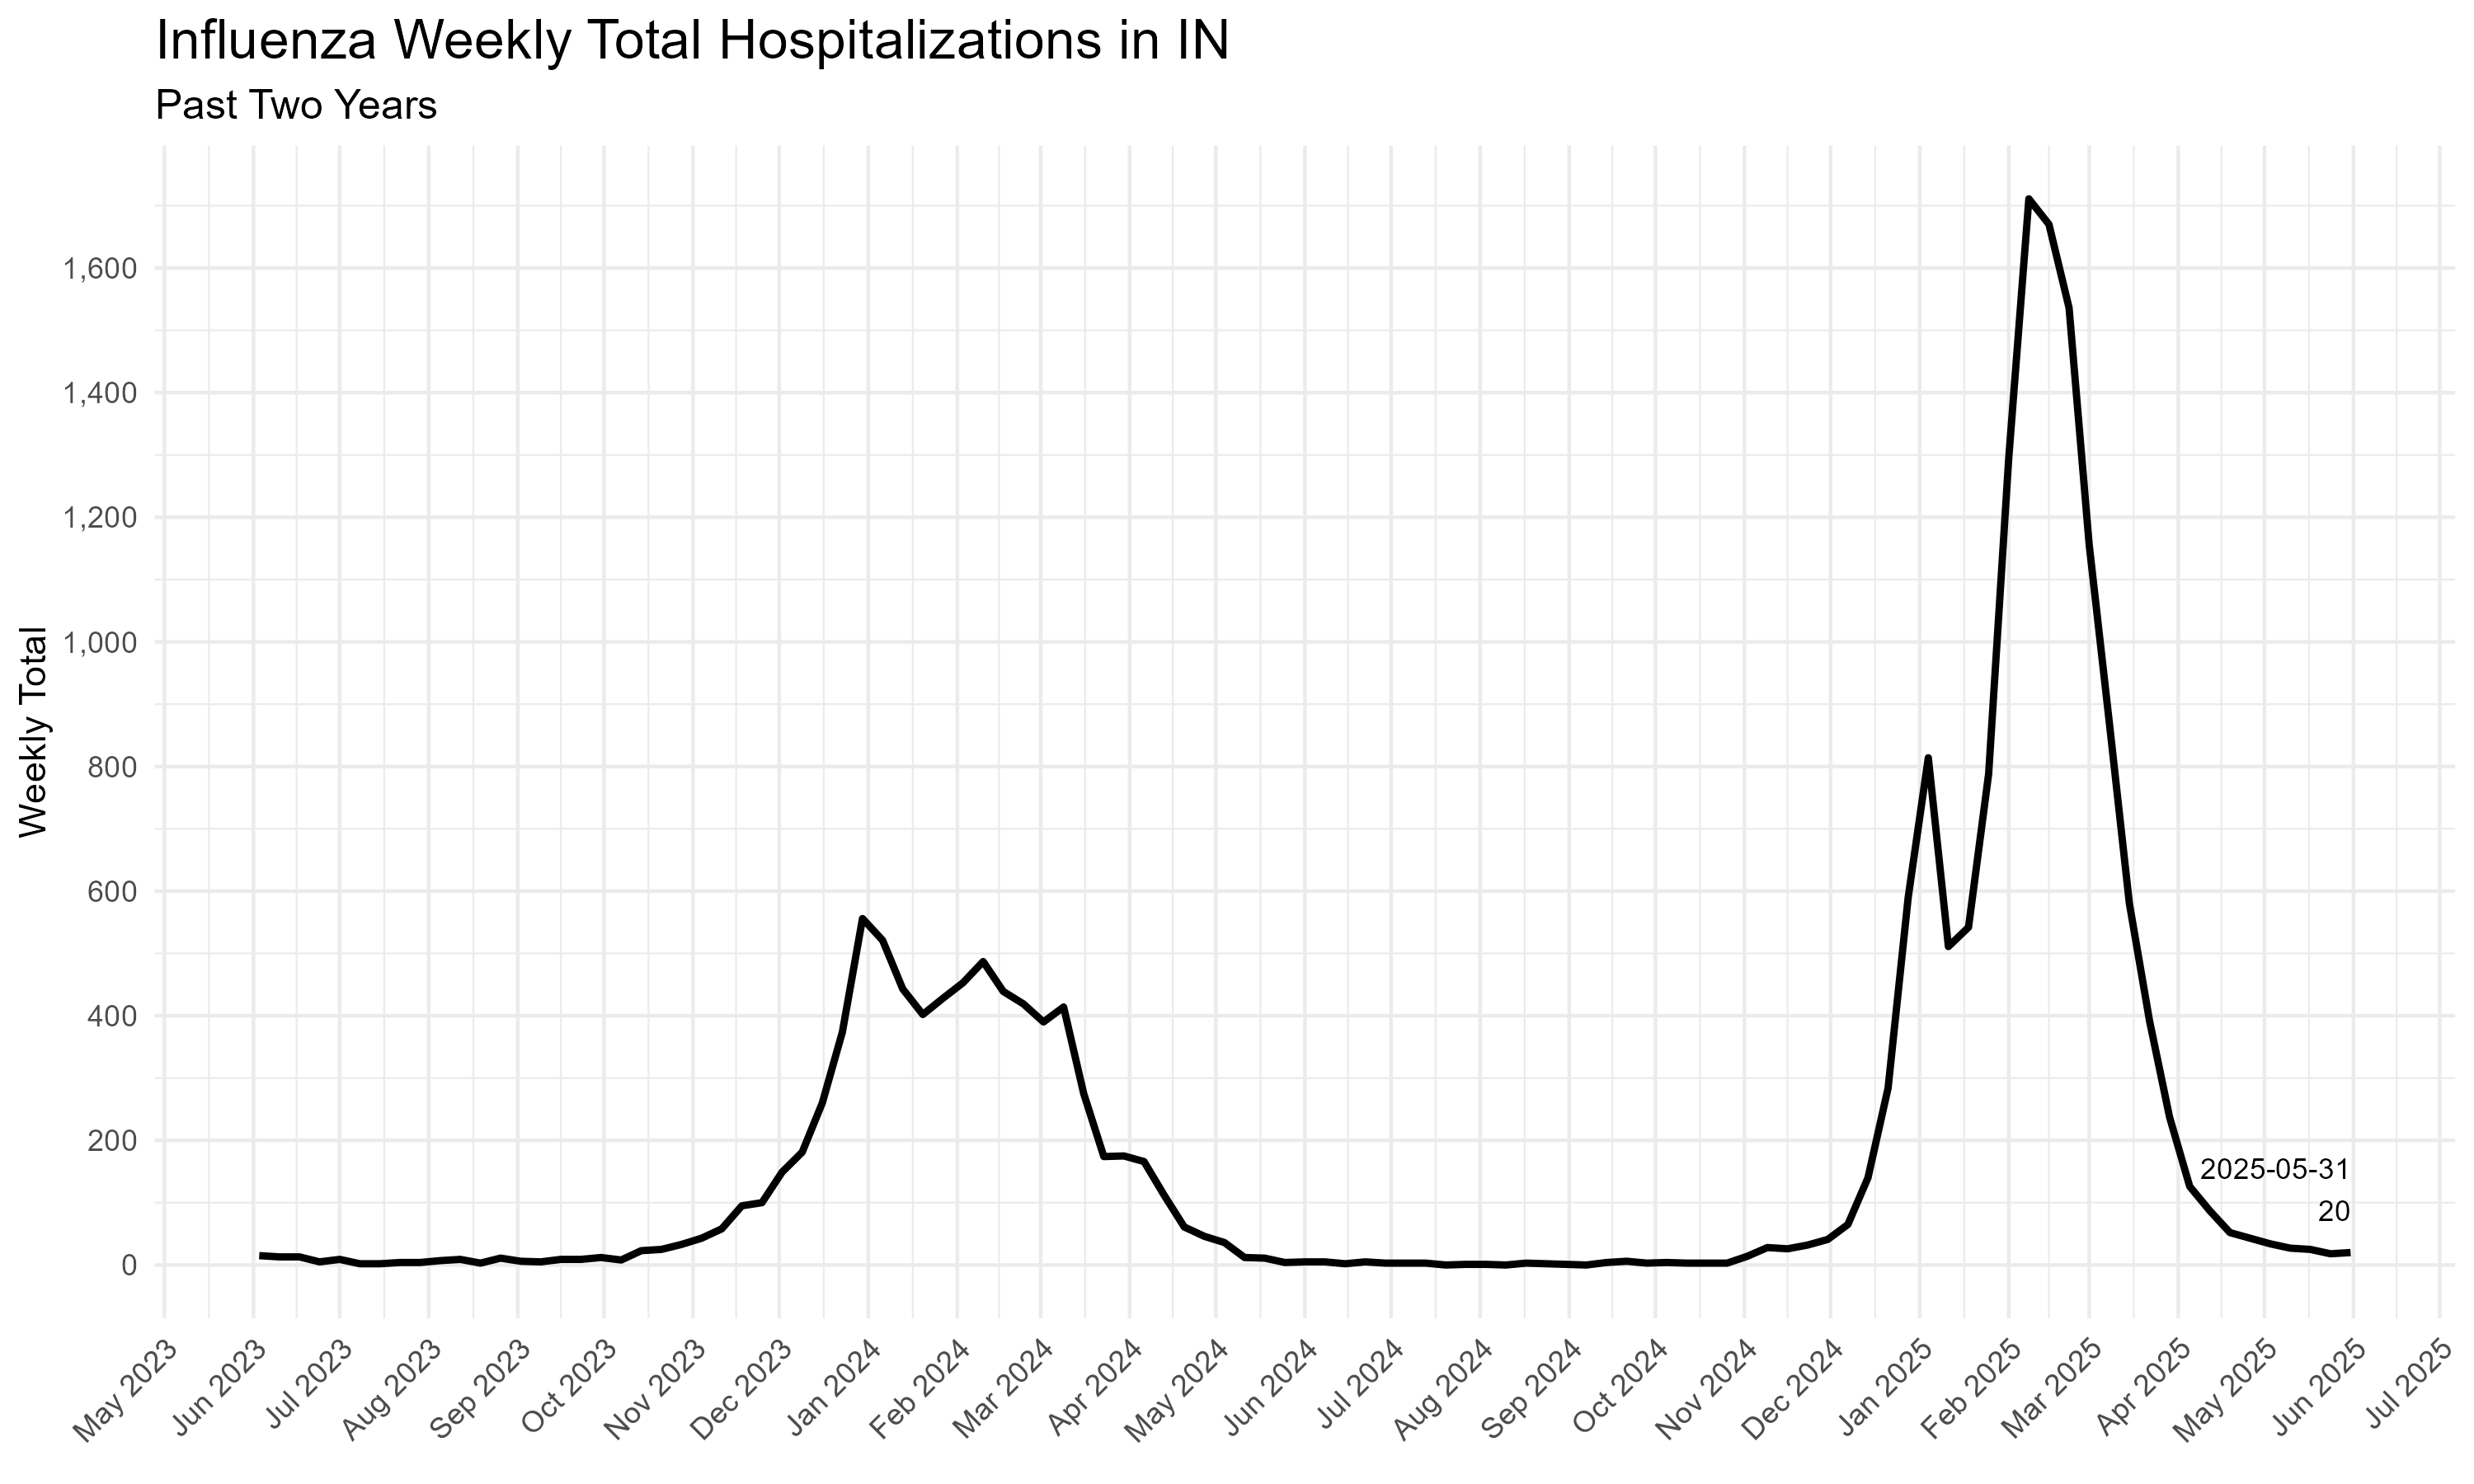 Influenza Weekly Total Hospitalizations in IN
Past Two Years
Weekly Total
1,600
1,400
1,200
1,000
800
600
400
200
0
2025-05-31
20
May 2023
Jun 2023
Jul 2023
Aug 2023
Sep 2023
Oct 2023
Nov 2023
Dec 2023
Jan 2024
Feb 2024
Mar 2024
Apr 2024
May 2024
Jun 2024
Jul 2024
Aug 2024
Sep 2024
Oct 2024
Nov 2024
Dec 2024
Jan 2025
Feb 2025
Mar 2025
Apr 2025
May 2025
Jun 2025
Jul 2025